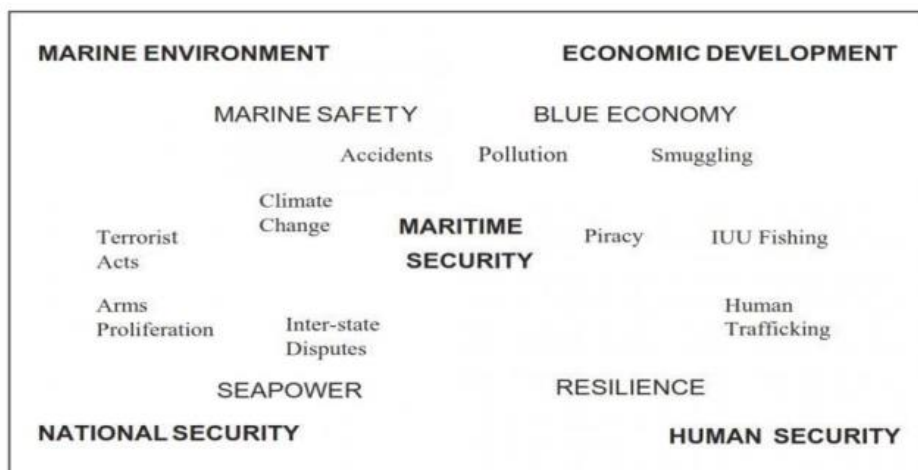 MARINE ENVIRONMENT
ECONOMIC DEVELOPMENT
MARINE SAFETY
BLUE ECONOMY
Accidents
Pollution
Smuggling
Climate
Change
MARITIME
SECURITY
Piracy
IUU Fishing
Terrorist
Acts
Arms
Proliferation
Inter-state
Disputes
Human
Trafficking
SEAPOWER
RESILIENCE
NATIONAL SECURITY
HUMAN SECURITY